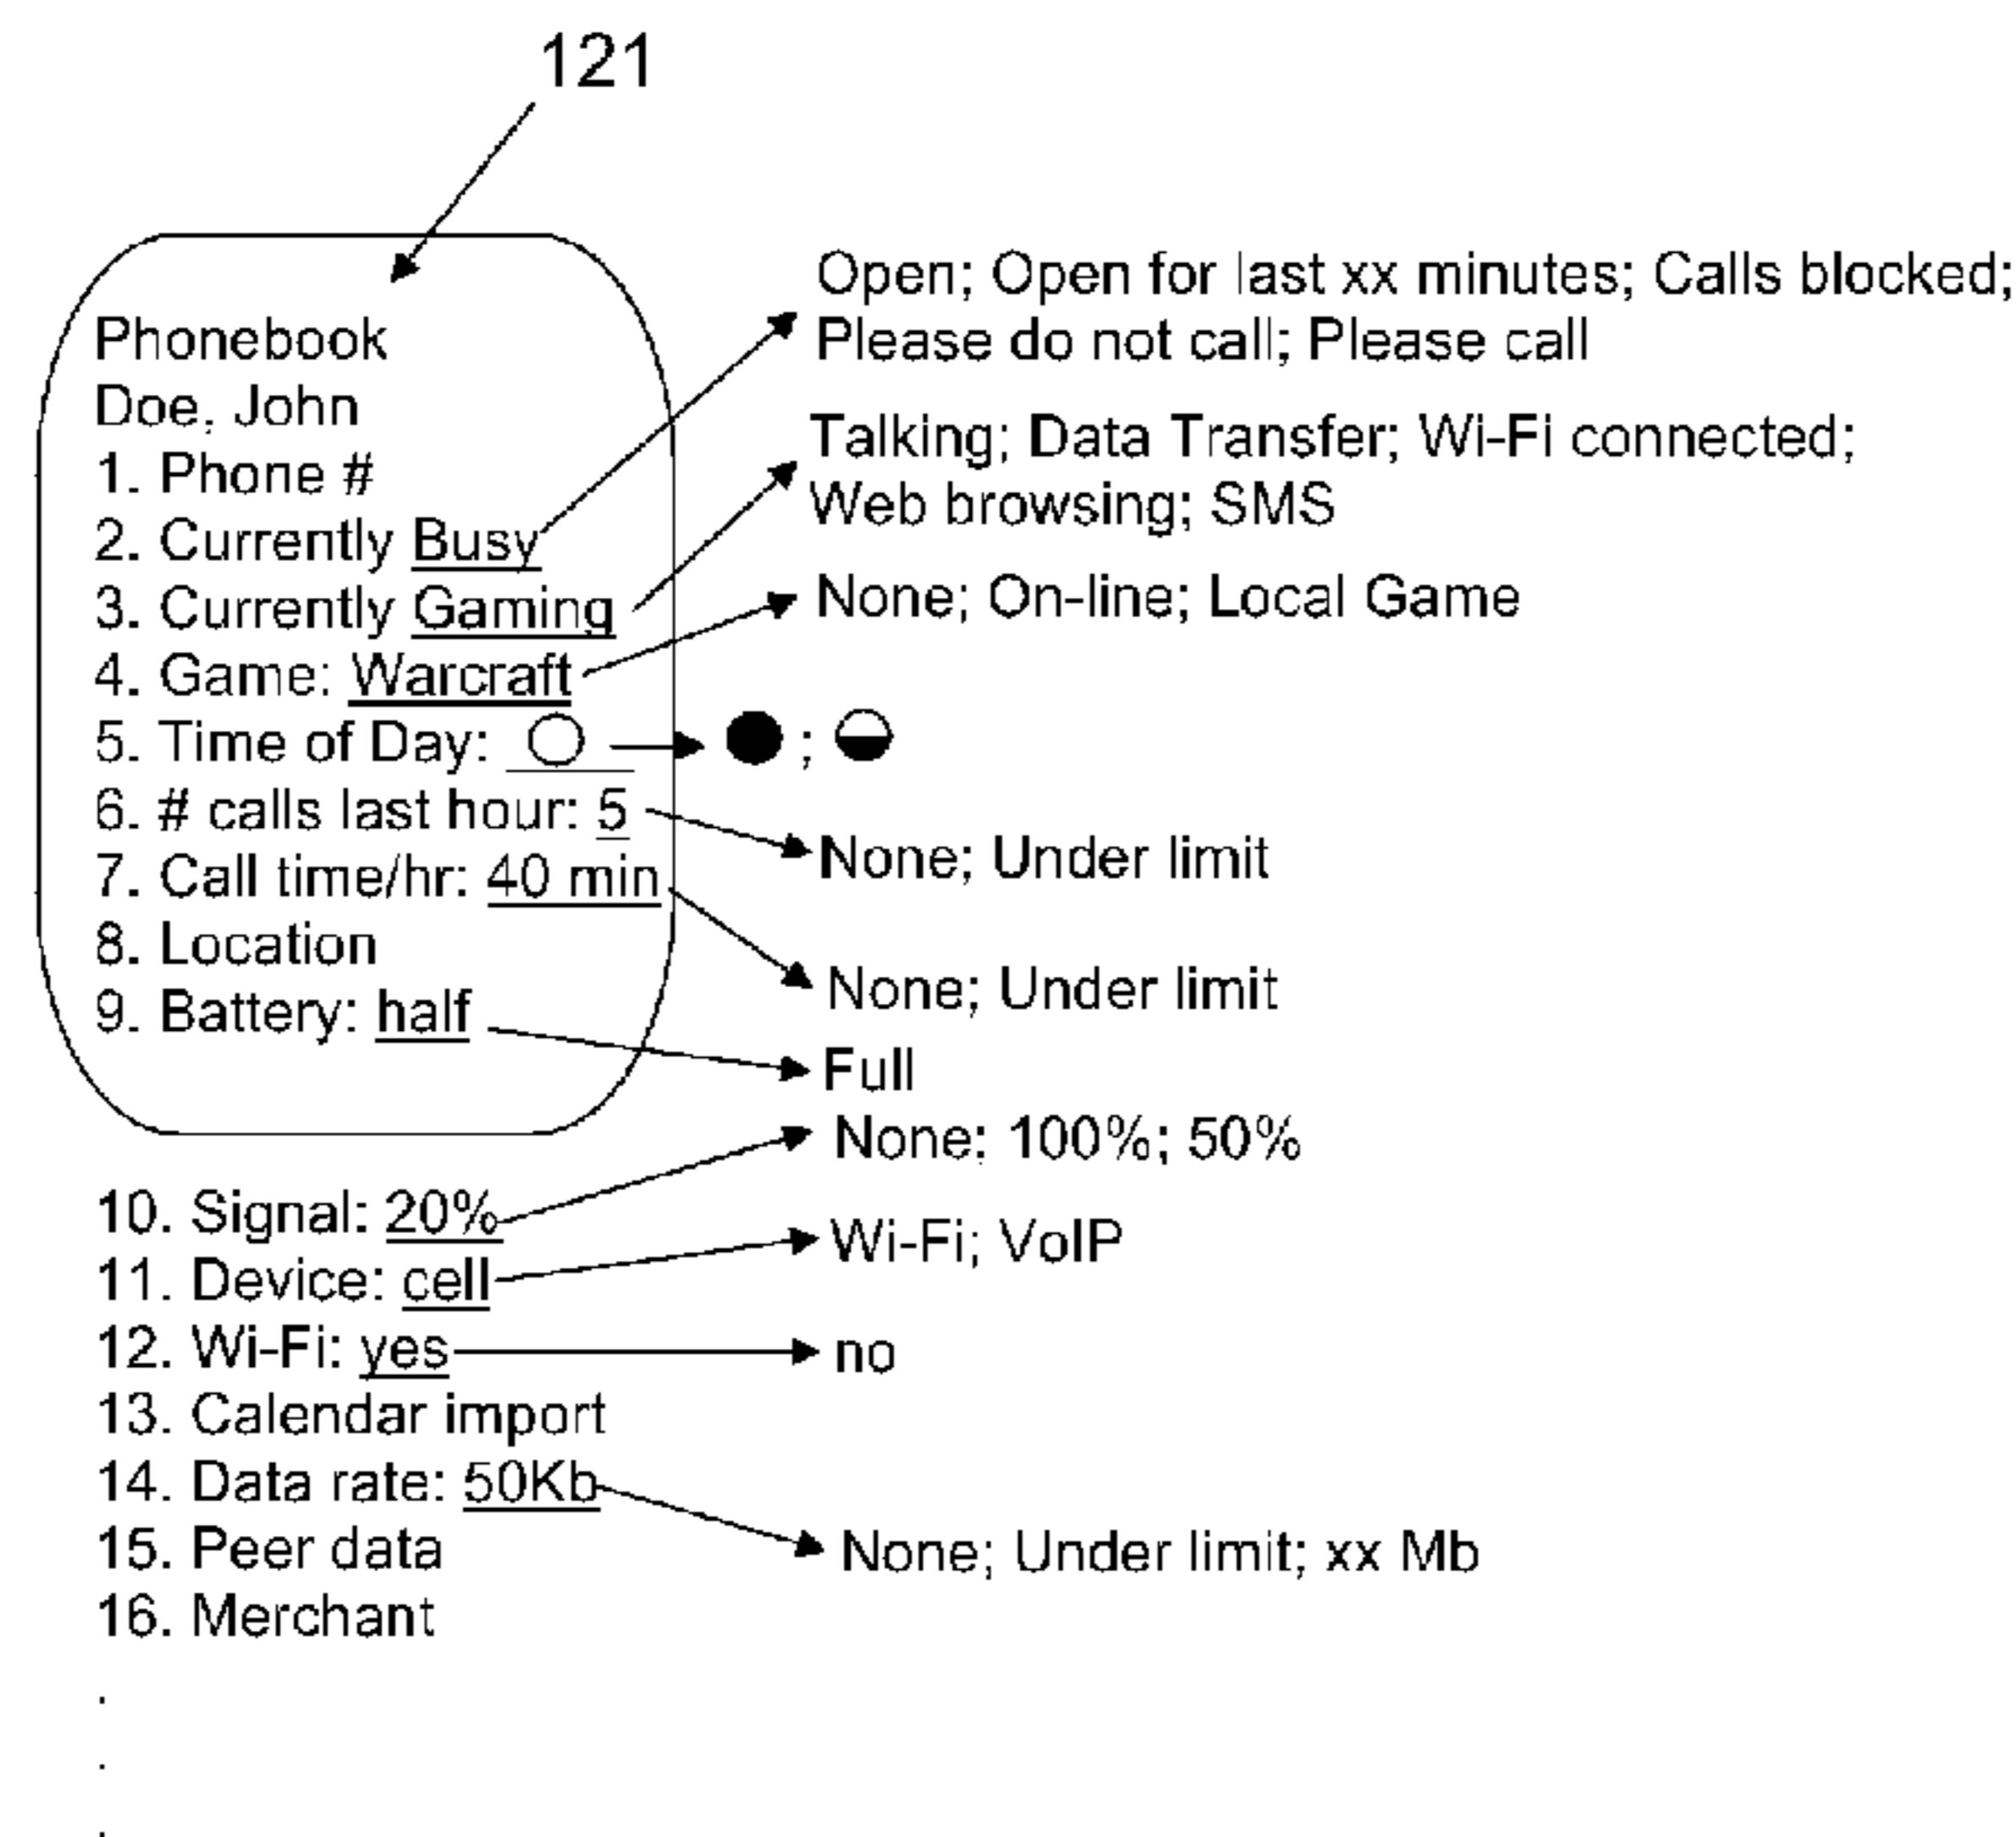 121
Phonebook
Doe, John
1. Phone #
2. Currently Busy
3. Currently Gaming
4. Game: Warcraft
5. Time of Day:
6. # calls last hour: 5
7. Call time/hr: 40 min
8. Location
9. Battery: half
10. Signal: 20%
11. Device: cell
12. Wi-Fi: yes
13. Calendar import
14. Data rate: 50Kb
15. Peer data
16. Merchant
.
.
.
Open; Open for last xx minutes; Calls blocked;
Please do not call; Please call
Talking; Data Transfer; Wi-Fi connected;
Web browsing; SMS
None; On-line; Local Game
;
None; Under limit
None; Under limit
Full
None; 100%; 50%
Wi-Fi; VoIP
no
None; Under limit; xx Mb